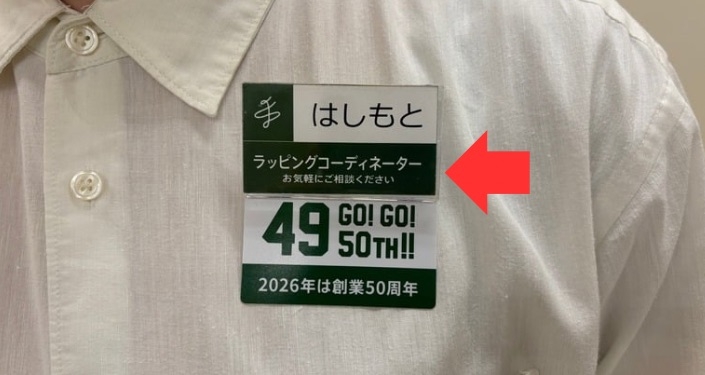 はしもと
ラッピングコーディネーター
お気軽にご相談ください
49 GO! GO!
50TH!!
2026年は創業50周年